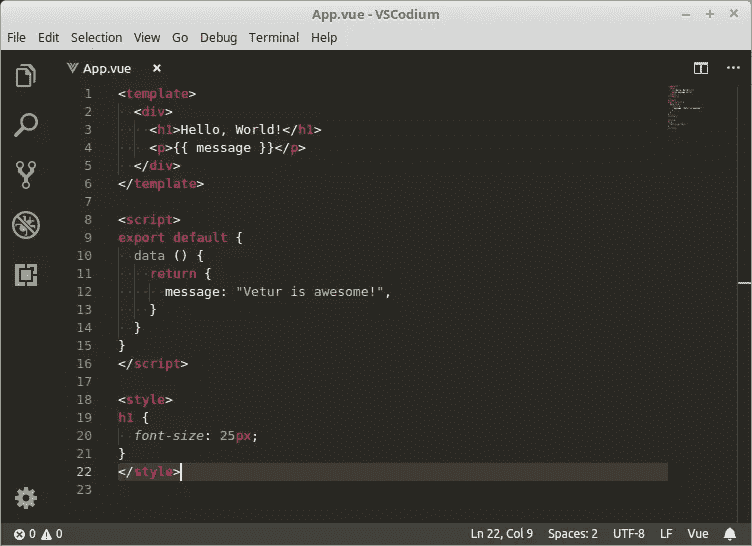 App.vue - VSCodium
File Edit Selection View Go Debug Terminal Help
App.vue
1 <template>
2 <div>
3 <h1>Hello, World!</h1>
4 <p>{{ message }}</p>
5 </div>
6 </template>
7
8 <script>
9 export default {
10 data () {
11 return {
12 message: "Vetur is awesome!",
13 }
14 }
15 }
16 </script>
17
18 <style>
19 h1 {
20 font-size: 25px;
21 }
22 </style>
23
0 0 Ln 22, Col 9 Spaces: 2 UTF-8 LF Vue